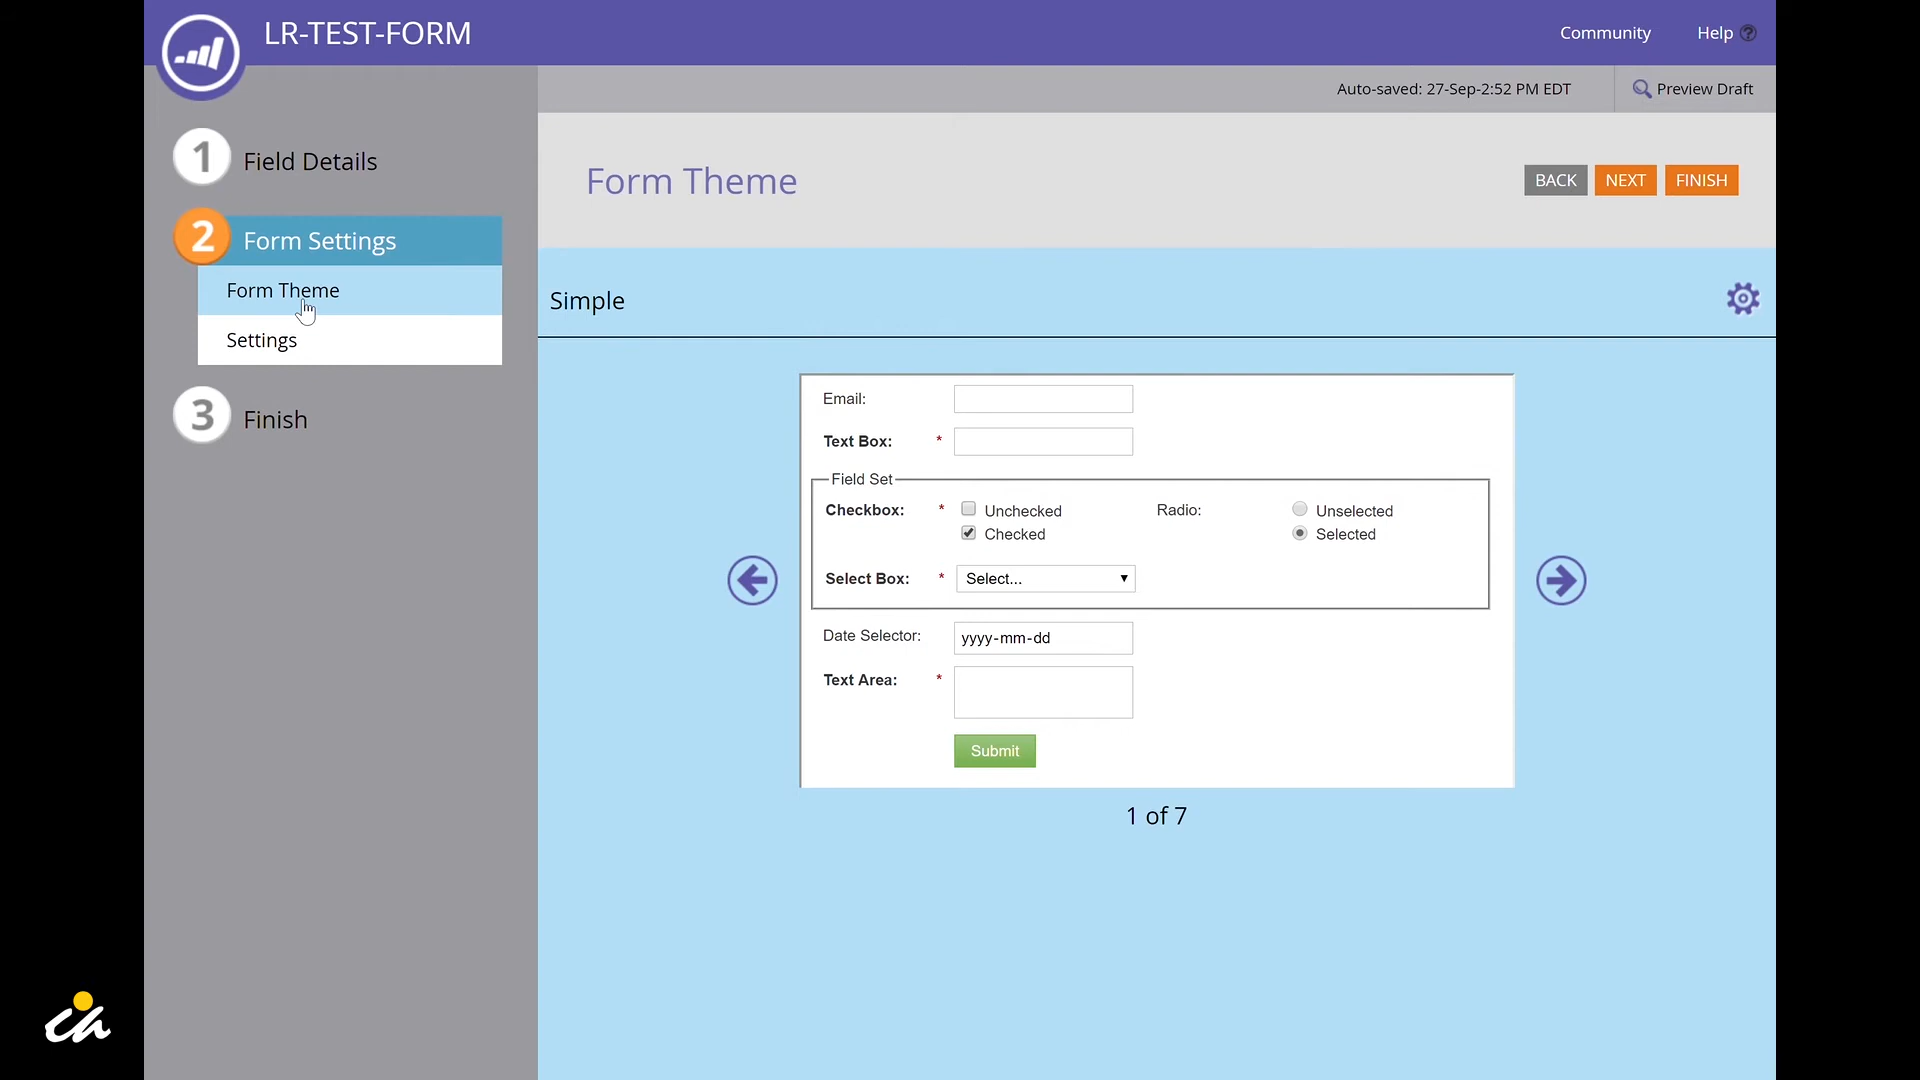 LR-TEST-FORM
Community
Help ?
Auto-saved: 27-Sep-2:52 PM EDT
Preview Draft
1 Field Details
2 Form Settings
Form Theme
Settings
3 Finish
Form Theme
BACK
NEXT
FINISH
Simple
Email:
Text Box: *
Field Set
Checkbox: * Unchecked
Checked
Radio: Unselected
Selected
Select Box: * Select...
Date Selector: yyyy-mm-dd
Text Area: *
Submit
1 of 7